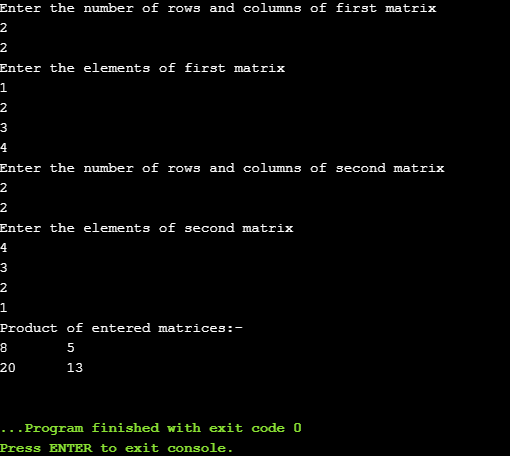 Enter the number of rows and columns of first matrix
2
2
Enter the elements of first matrix
1
2
3
4
Enter the number of rows and columns of second matrix
2
2
Enter the elements of second matrix
4
3
2
1
Product of entered matrices:-
8       5
20      13
...Program finished with exit code 0
Press ENTER to exit console.